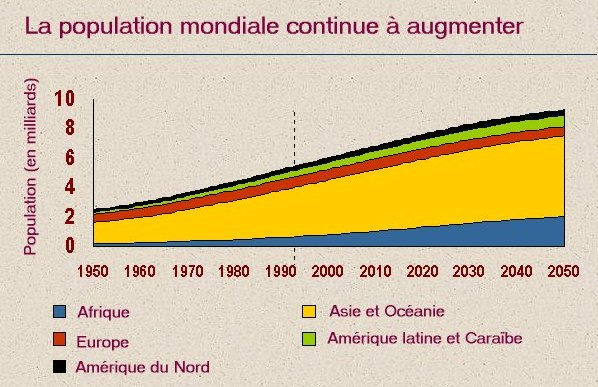 La population mondiale continue à augmenter
Population (en milliards)
10
8
6
4
2
0
1950 1960 1970 1980 1990 2000 2010 2020 2030 2040 2050
Afrique
Asie et Océanie
Europe
Amérique latine et Caraïbe
Amérique du Nord